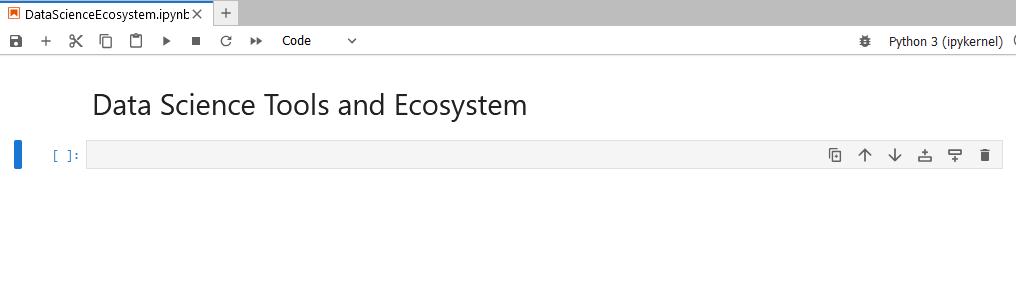 DataScienceEcosystem.ipynb
Code
Python 3 (ipykernel)
Data Science Tools and Ecosystem
[ ]: